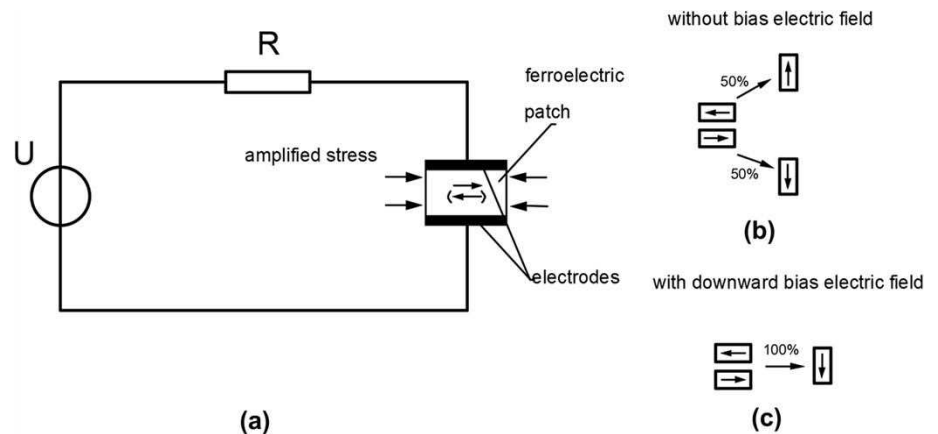 R
U
amplified stress
ferroelectric
patch
electrodes
(a)
without bias electric field
50%
50%
(b)
with downward bias electric field
100%
(c)